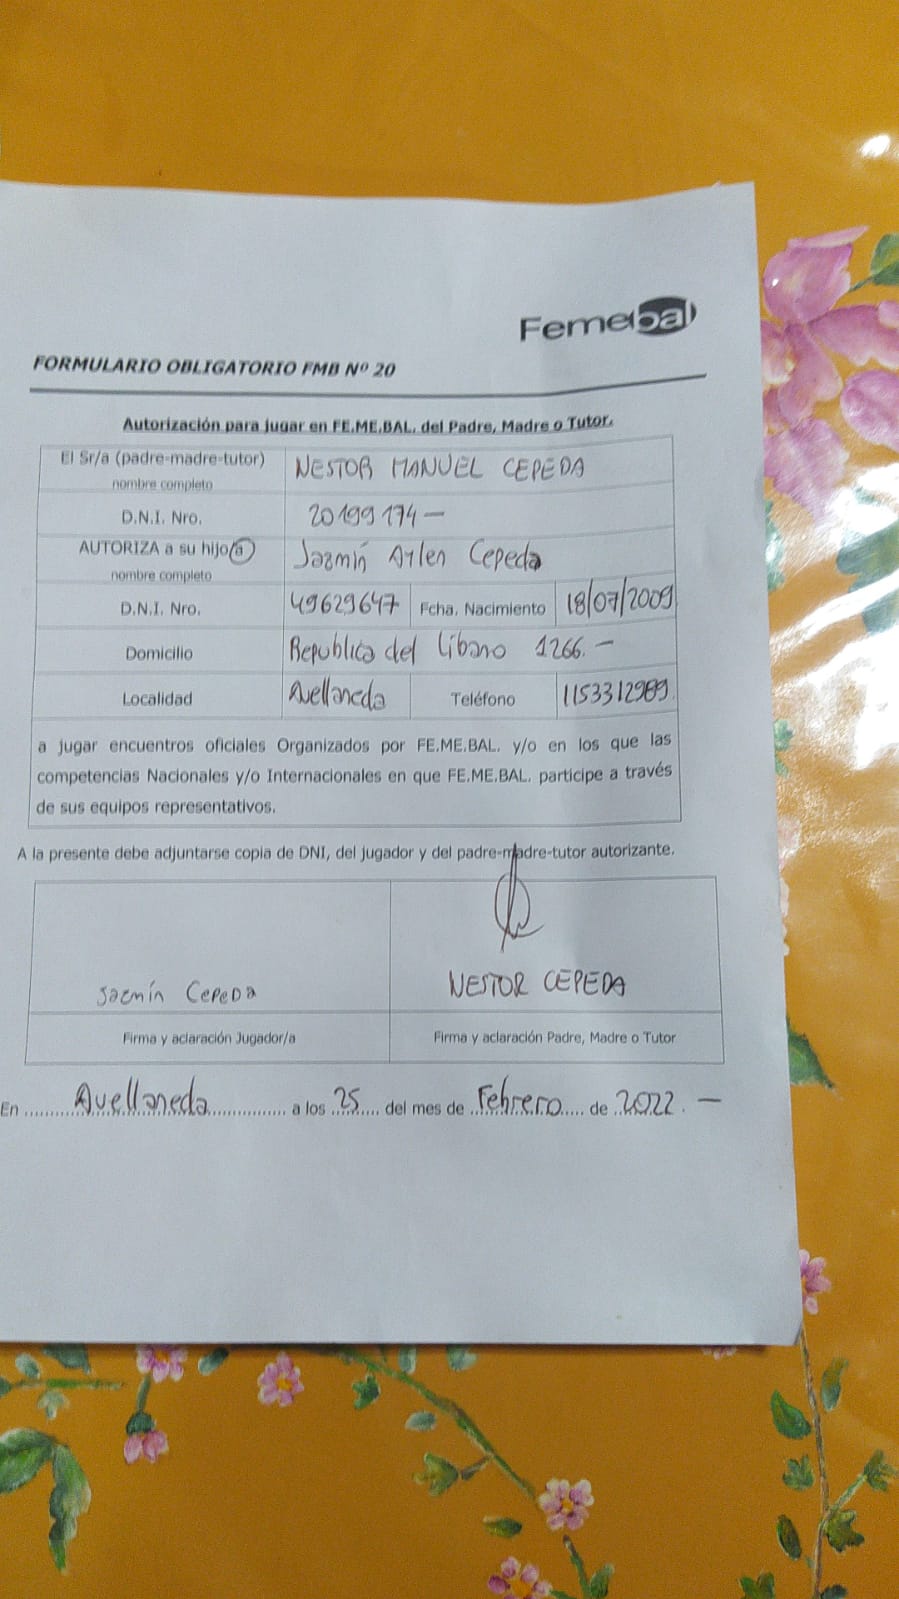 Femebal
FORMULARIO OBLIGATORIO FMB Nº 20
Autorización para jugar en FE.ME.BAL. del Padre, Madre o Tutor.
El Sr/a (padre-madre-tutor) NESTOR MANUEL CEPEDA
nombre completo
D.N.I. Nro. 20199174 —
AUTORIZA a su hijo/a Jazmín Aylen Cepeda
nombre completo
D.N.I. Nro. 49629647 Fcha. Nacimiento 18/07/2009
Domicilio Republica del Líbano 1266. —
Localidad Avellaneda Teléfono 1153312989
a jugar encuentros oficiales Organizados por FE.ME.BAL. y/o en los que las
competencias Nacionales y/o Internacionales en que FE.ME.BAL. participe a través
de sus equipos representativos.
A la presente debe adjuntarse copia de DNI, del jugador y del padre-madre-tutor autorizante.
Jazmín Cepeda NESTOR CEPEDA
Firma y aclaración Jugador/a Firma y aclaración Padre, Madre o Tutor
En Avellaneda a los 25 del mes de Febrero de 2022. —